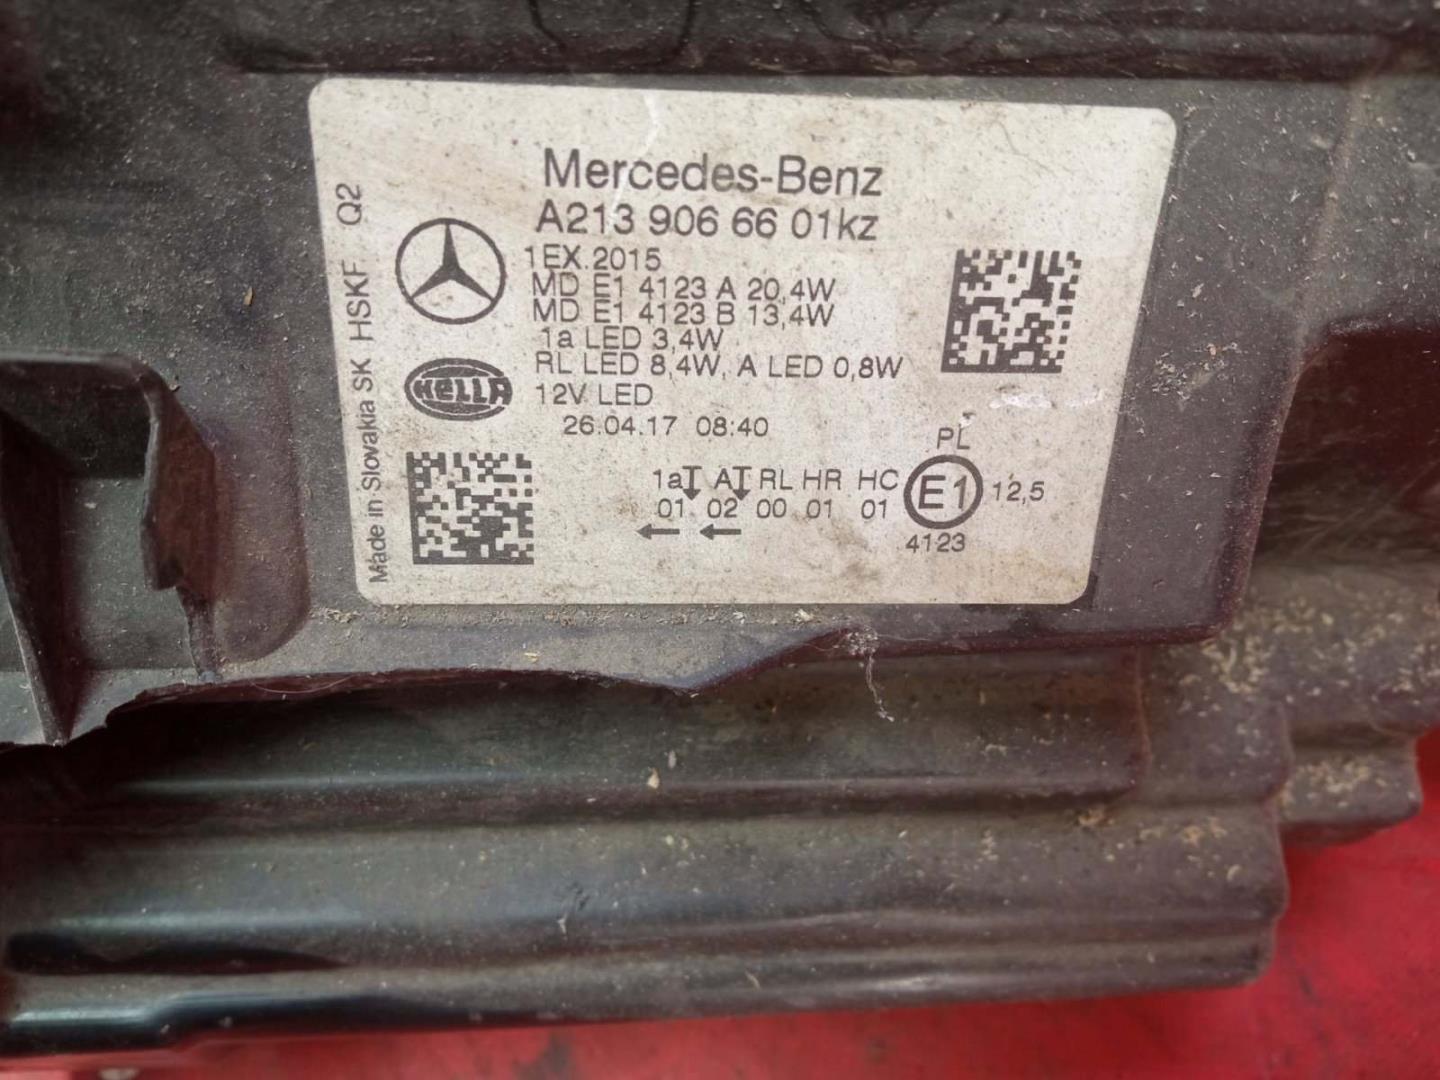 Mercedes-Benz
A213 906 66 01kz
1EX.2015
MD E1 4123 A 20,4W
MD E1 4123 B 13,4W
1a LED 3,4W
RL LED 8,4W, A LED 0,8W
12V LED
26.04.17 08:40
HELLA
Made in Slovakia SK HSKF Q2
PL
1aT AT RL HR HC
01 02 00 01 01
← ←
E1 12,5
4123